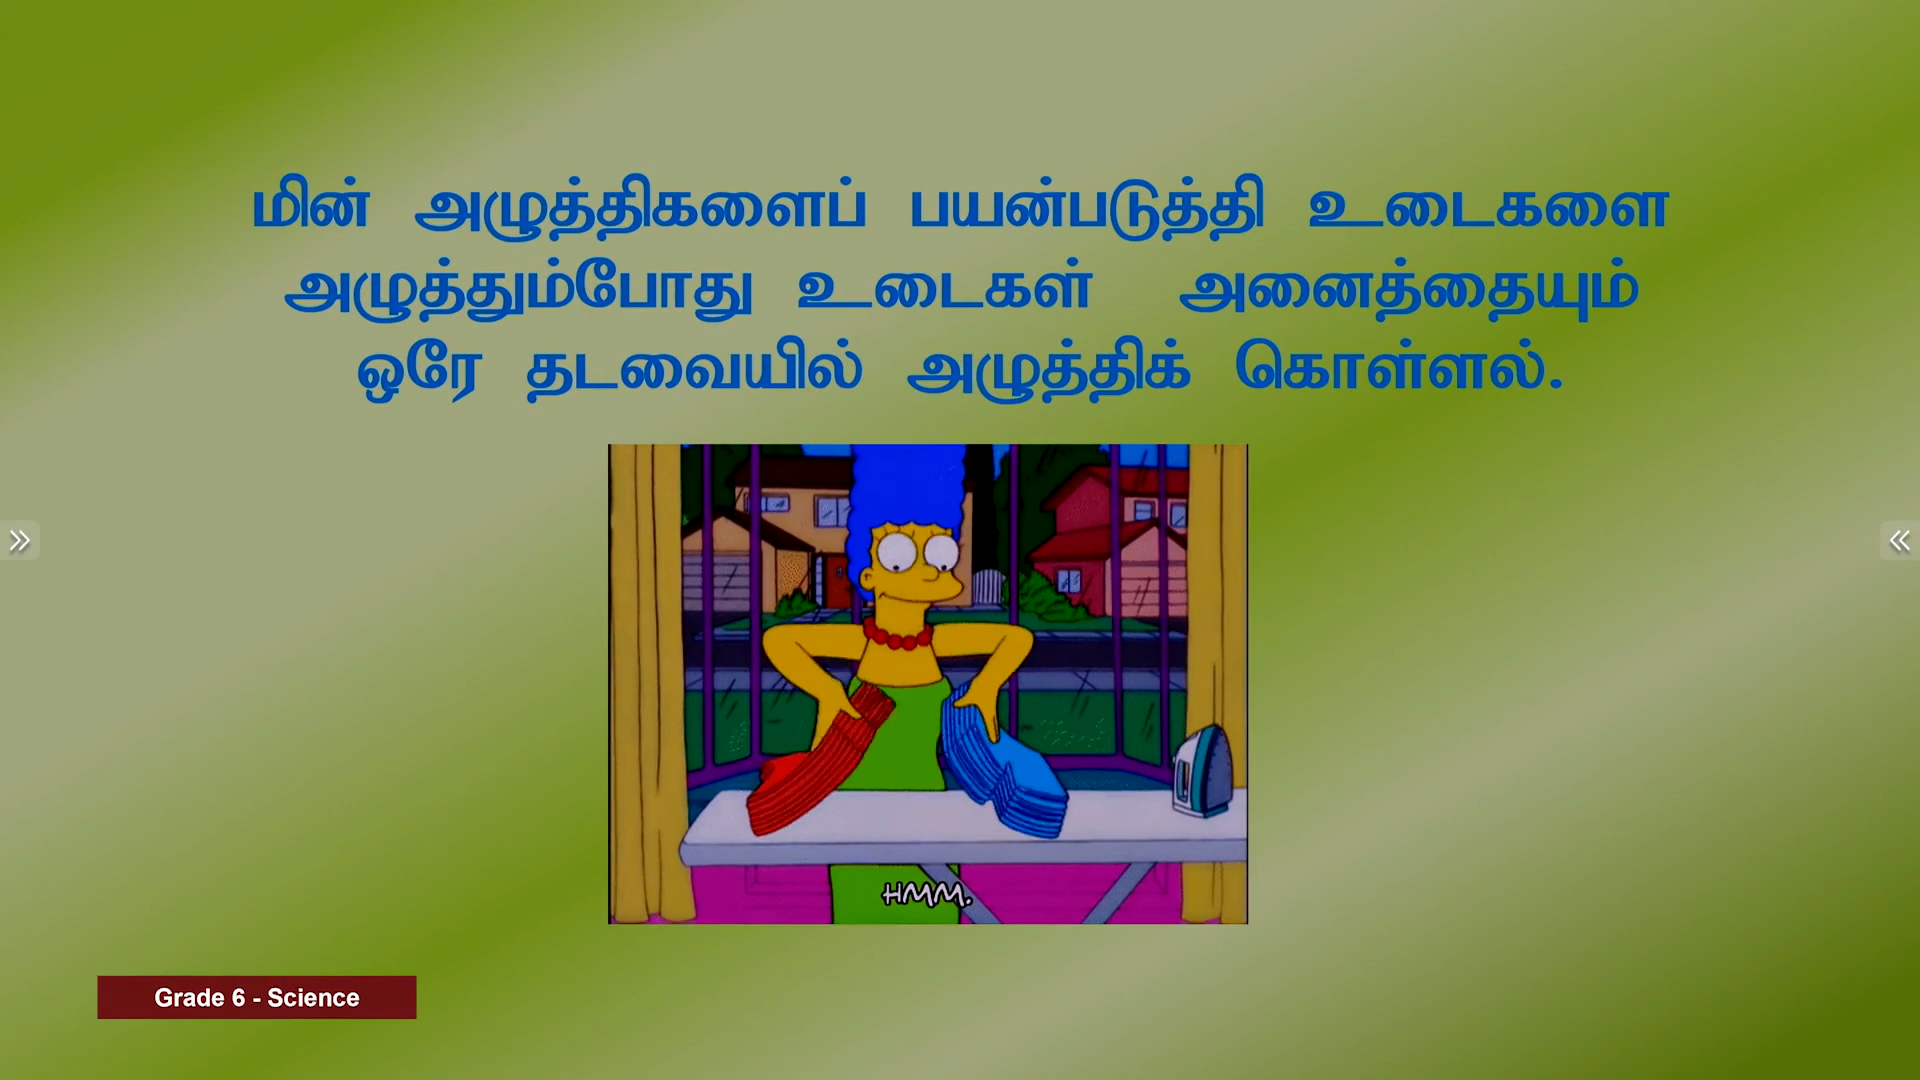 மின் அழுத்திகளைப் பயன்படுத்தி உடைகளை
அழுத்தும்போது உடைகள் அனைத்தையும்
ஒரே தடவையில் அழுத்திக் கொள்ளல்.
HMM.
Grade 6 - Science